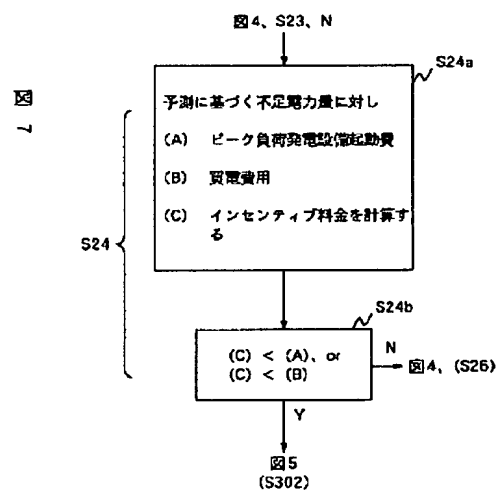 図7
図4、S23、N
S24a
予測に基づく不足電力量に対し
(A) ピーク負荷発電設備起動費
(B) 買電費用
(C) インセンティブ料金を計算す
る
S24
S24b
(C) < (A)、or
(C) < (B)
N
図4、(S26)
Y
図5
(S302)